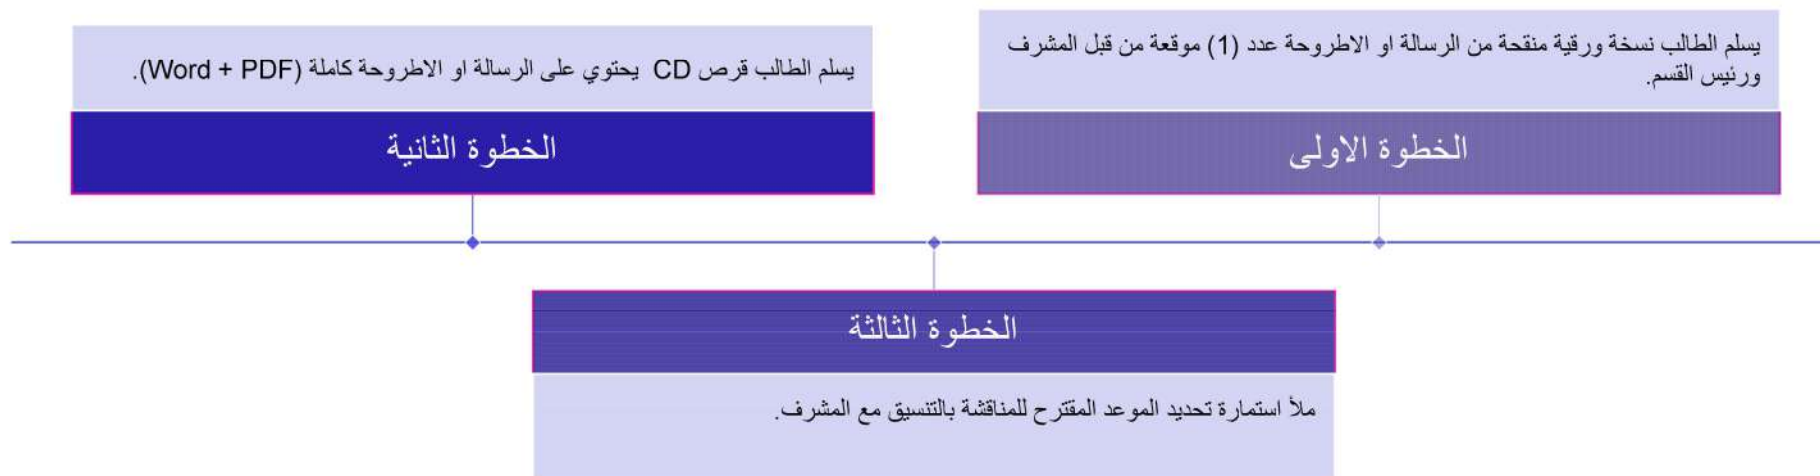 يسلم الطالب نسخة ورقية منقحة من الرسالة او الاطروحة عدد (1) موقعة من قبل المشرف
ورئيس القسم.
الخطوة الاولى
يسلم الطالب قرص CD يحتوي على الرسالة او الاطروحة كاملة (Word + PDF).
الخطوة الثانية
الخطوة الثالثة
ملأ استمارة تحديد الموعد المقترح للمناقشة بالتنسيق مع المشرف.